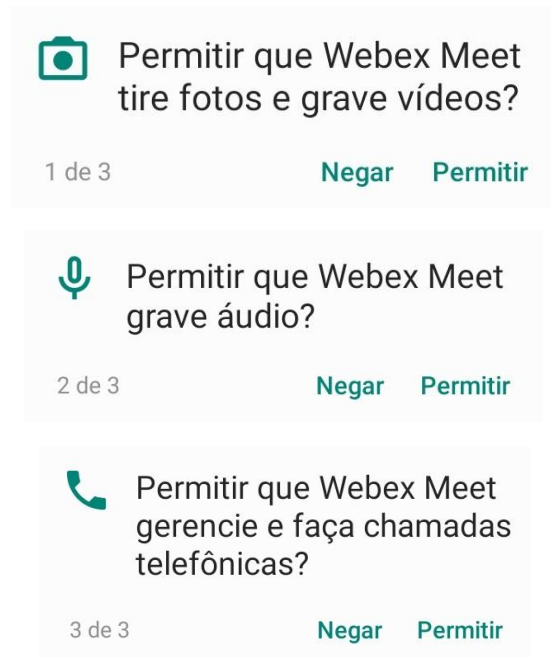 Permitir que Webex Meet
tire fotos e grave vídeos?
1 de 3 Negar Permitir
Permitir que Webex Meet
grave áudio?
2 de 3 Negar Permitir
Permitir que Webex Meet
gerencie e faça chamadas
telefônicas?
3 de 3 Negar Permitir